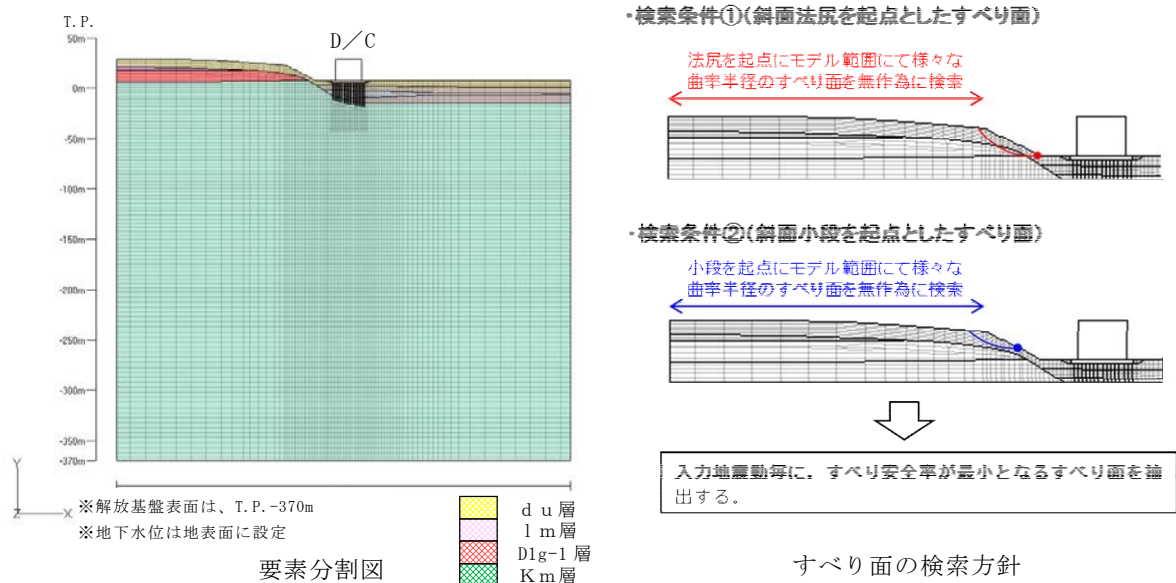 T.P.
50m
0m
-50m
-100m
-150m
-200m
-250m
-300m
-350m
-370m
D／C
Y
Z
X
※解放基盤表面は、T.P.-370m
※地下水位は地表面に設定
ｄｕ層
ｌｍ層
D1g-1 層
Ｋｍ層
要素分割図
・検索条件①(斜面法尻を起点としたすべり面)
法尻を起点にモデル範囲にて様々な
曲率半径のすべり面を無作為に検索
・検索条件②(斜面小段を起点としたすべり面)
小段を起点にモデル範囲にて様々な
曲率半径のすべり面を無作為に検索
入力地震動毎に，すべり安全率が最小となるすべり面を抽
出する。
すべり面の検索方針